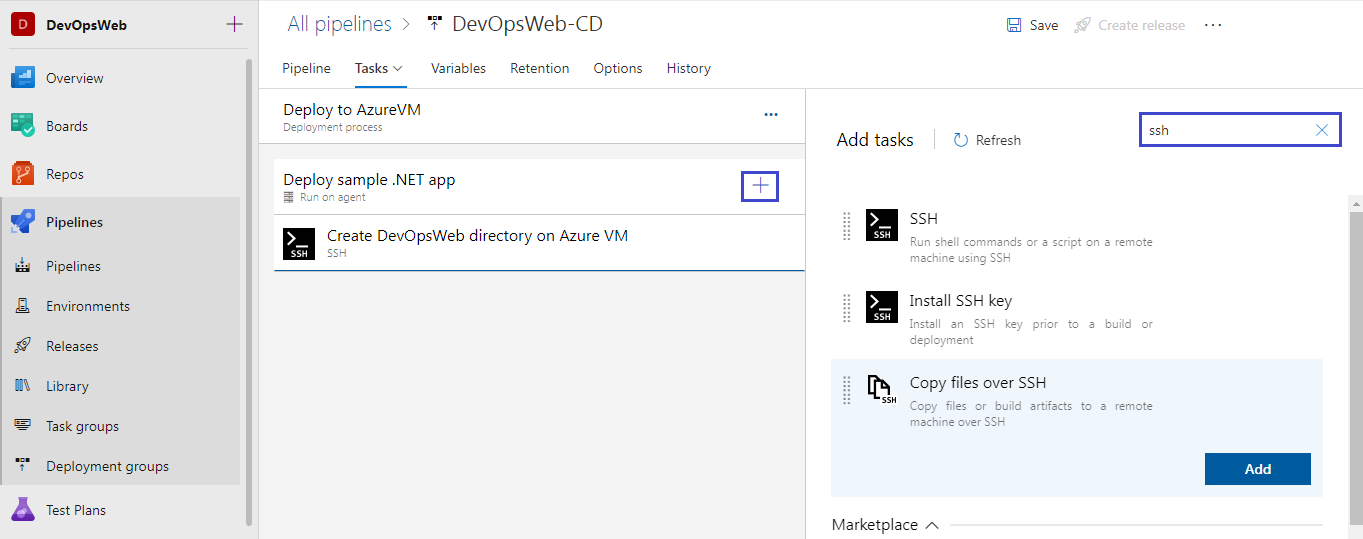 D DevOpsWeb
Overview
Boards
Repos
Pipelines
Pipelines
Environments
Releases
Library
Task groups
Deployment groups
Test Plans
All pipelines > DevOpsWeb-CD
Save
Create release
...
Pipeline
Tasks
Variables
Retention
Options
History
Deploy to AzureVM
Deployment process
Deploy sample .NET app
Run on agent
SSH
Create DevOpsWeb directory on Azure VM
SSH
Add tasks
Refresh
ssh
SSH
SSH
Run shell commands or a script on a remote
machine using SSH
SSH
Install SSH key
Install an SSH key prior to a build or
deployment
SSH
Copy files over SSH
Copy files or build artifacts to a remote
machine over SSH
Add
Marketplace